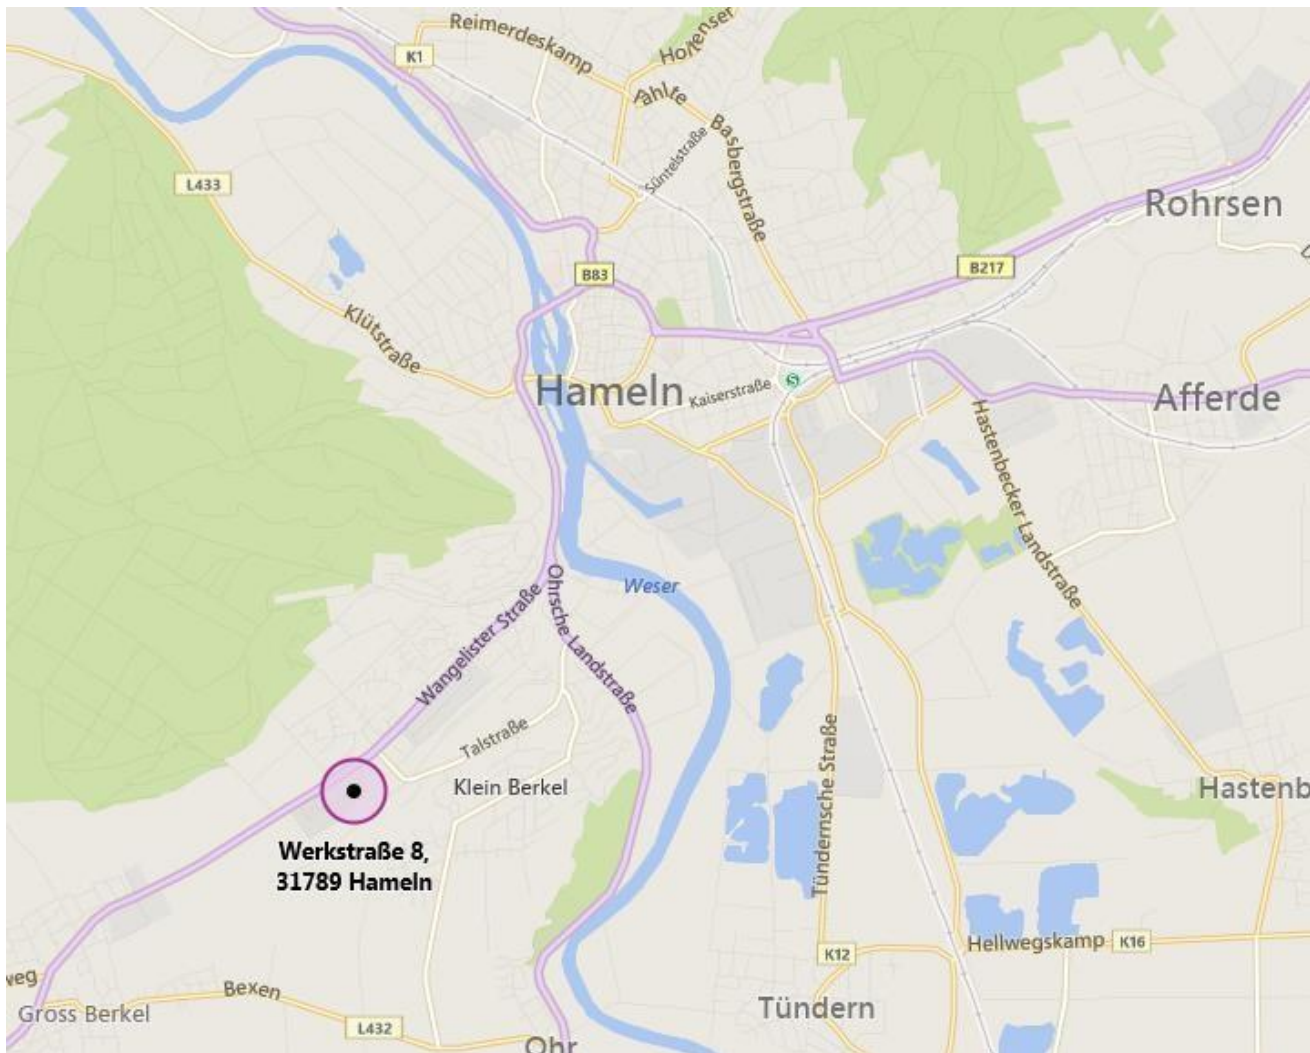 Reimerdeskamp
K1
Fahlte
Süntelstraße
Basbergstraße
L433
Rohrsen
B217
B83
Klütstraße
Hameln
Kaiserstraße
S
Afferde
Hastenbecker Landstraße
Weser
Ohrsche Landstraße
Wangelister Straße
Talstraße
Klein Berkel
Tündernsche Straße
Hastenb
Werkstraße 8,
31789 Hameln
Hellwegskamp
K16
K12
weg
Bexen
Gross Berkel
L432
Tündern
Ohr